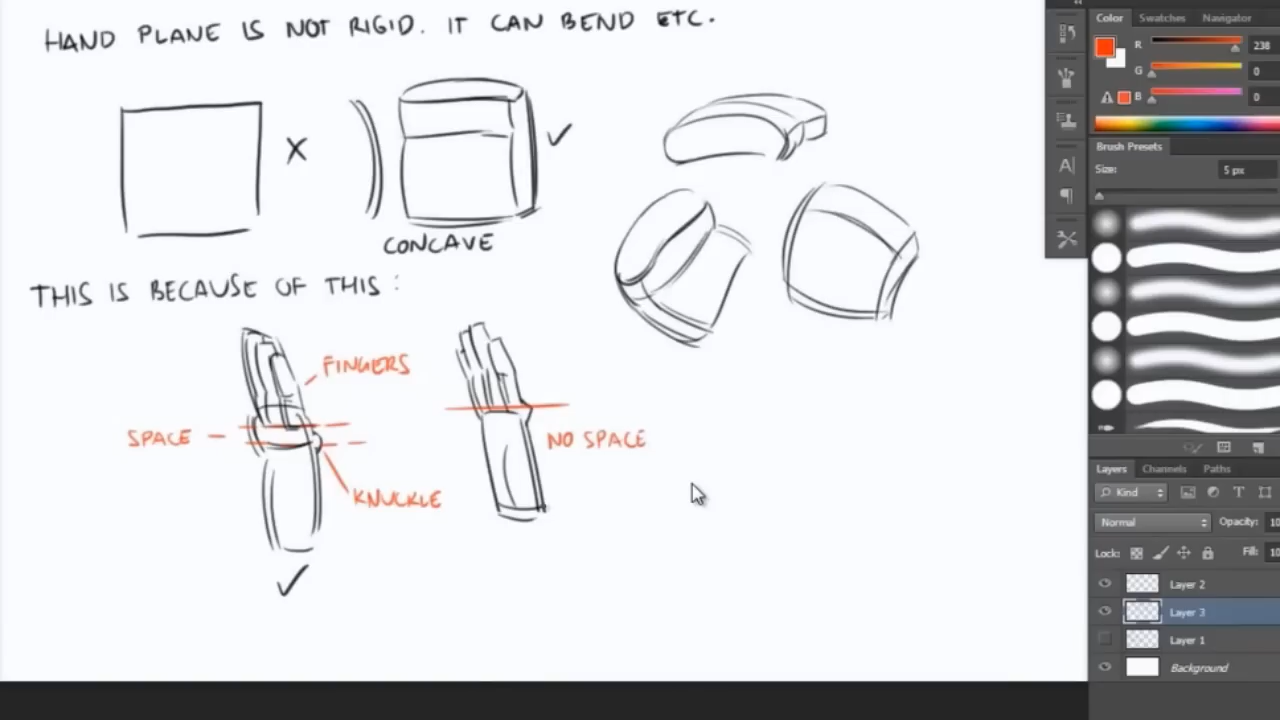 HAND PLANE IS NOT RIGID. IT CAN BEND ETC.
X
CONCAVE
THIS IS BECAUSE OF THIS :
FINGERS
SPACE
NO SPACE
KNUCKLE
Color Swatches Navigator
R 238
G 0
B 0
Brush Presets
Size: 5 px
Layers Channels Paths
Kind
Normal Opacity: 10
Lock: Fill: 10
Layer 2
Layer 3
Layer 1
Background